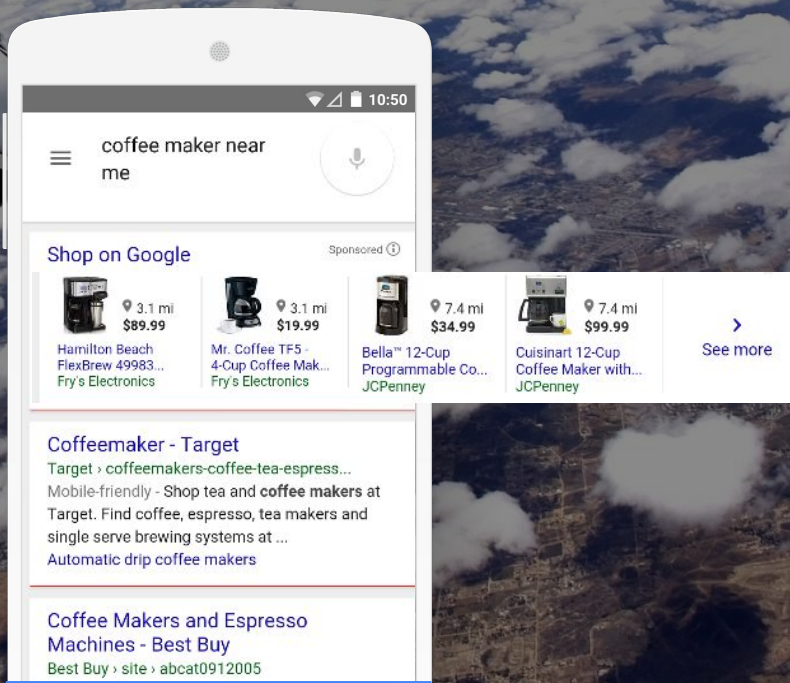 10:50
coffee maker near
me
Shop on Google
Sponsored
3.1 mi
$89.99
Hamilton Beach
FlexBrew 49983...
Fry's Electronics
3.1 mi
$19.99
Mr. Coffee TF5 -
4-Cup Coffee Mak...
Fry's Electronics
7.4 mi
$34.99
Bella™ 12-Cup
Programmable Co...
JCPenney
7.4 mi
$99.99
Cuisinart 12-Cup
Coffee Maker with...
JCPenney
See more
Coffeemaker - Target
Target › coffeemakers-coffee-tea-espress...
Mobile-friendly - Shop tea and coffee makers at
Target. Find coffee, espresso, tea makers and
single serve brewing systems at ...
Automatic drip coffee makers
Coffee Makers and Espresso
Machines - Best Buy
Best Buy › site › abcat0912005